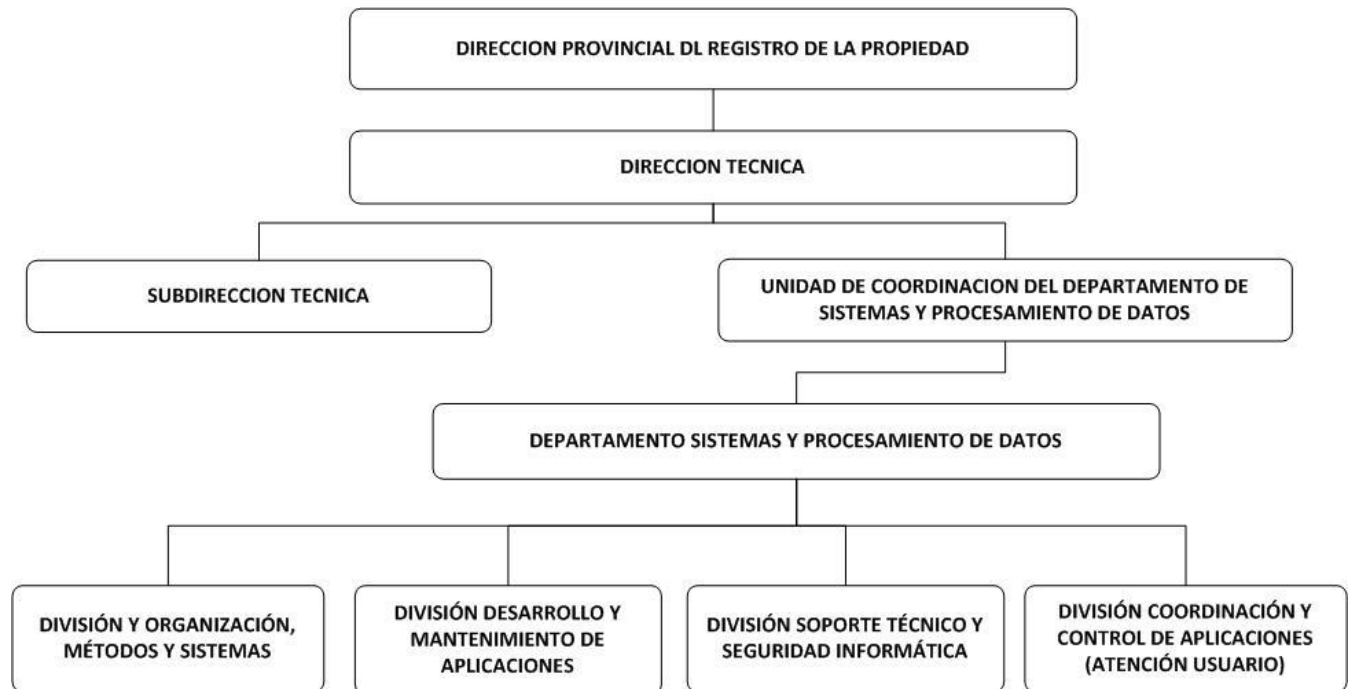 DIRECCION PROVINCIAL DL REGISTRO DE LA PROPIEDAD
DIRECCION TECNICA
SUBDIRECCION TECNICA
UNIDAD DE COORDINACION DEL DEPARTAMENTO DE
SISTEMAS Y PROCESAMIENTO DE DATOS
DEPARTAMENTO SISTEMAS Y PROCESAMIENTO DE DATOS
DIVISIÓN Y ORGANIZACIÓN,
MÉTODOS Y SISTEMAS
DIVISIÓN DESARROLLO Y
MANTENIMIENTO DE
APLICACIONES
DIVISIÓN SOPORTE TÉCNICO Y
SEGURIDAD INFORMÁTICA
DIVISIÓN COORDINACIÓN Y
CONTROL DE APLICACIONES
(ATENCIÓN USUARIO)